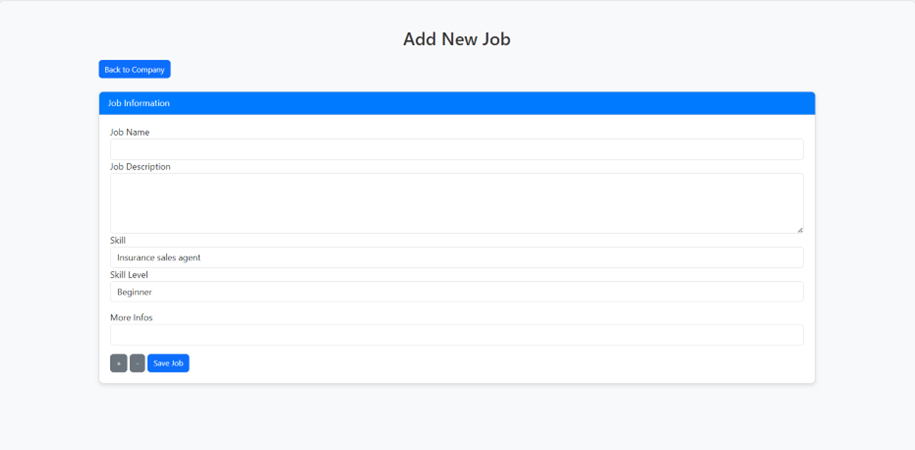 Add New Job
Back to Company
Job Information
Job Name
Job Description
Skill
Insurance sales agent
Skill Level
Beginner
More Infos
+ - Save Job